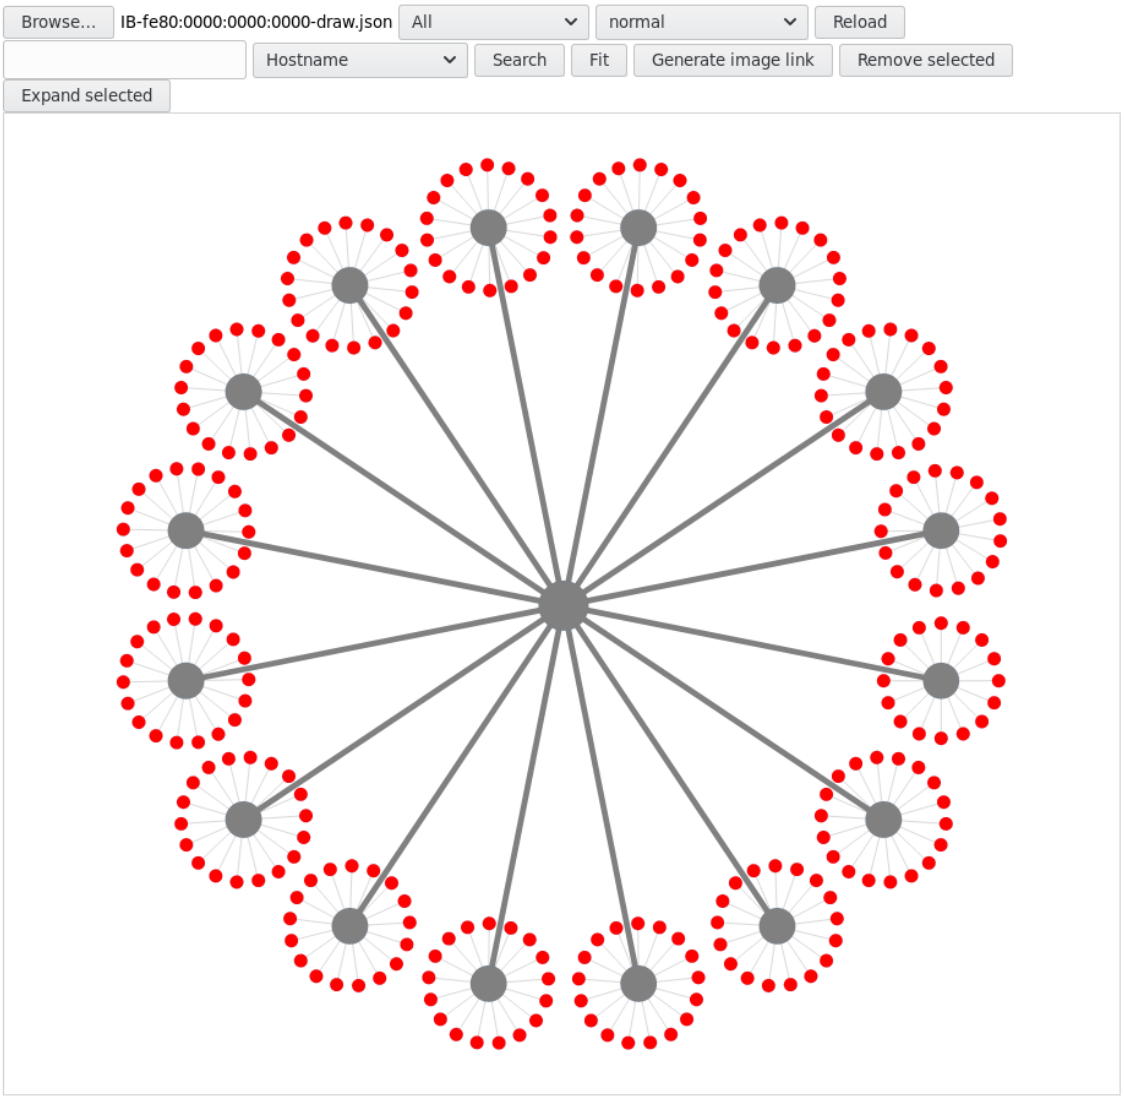 Browse... IB-fe80:0000:0000:0000-draw.json All normal Reload
Hostname Search Fit Generate image link Remove selected
Expand selected